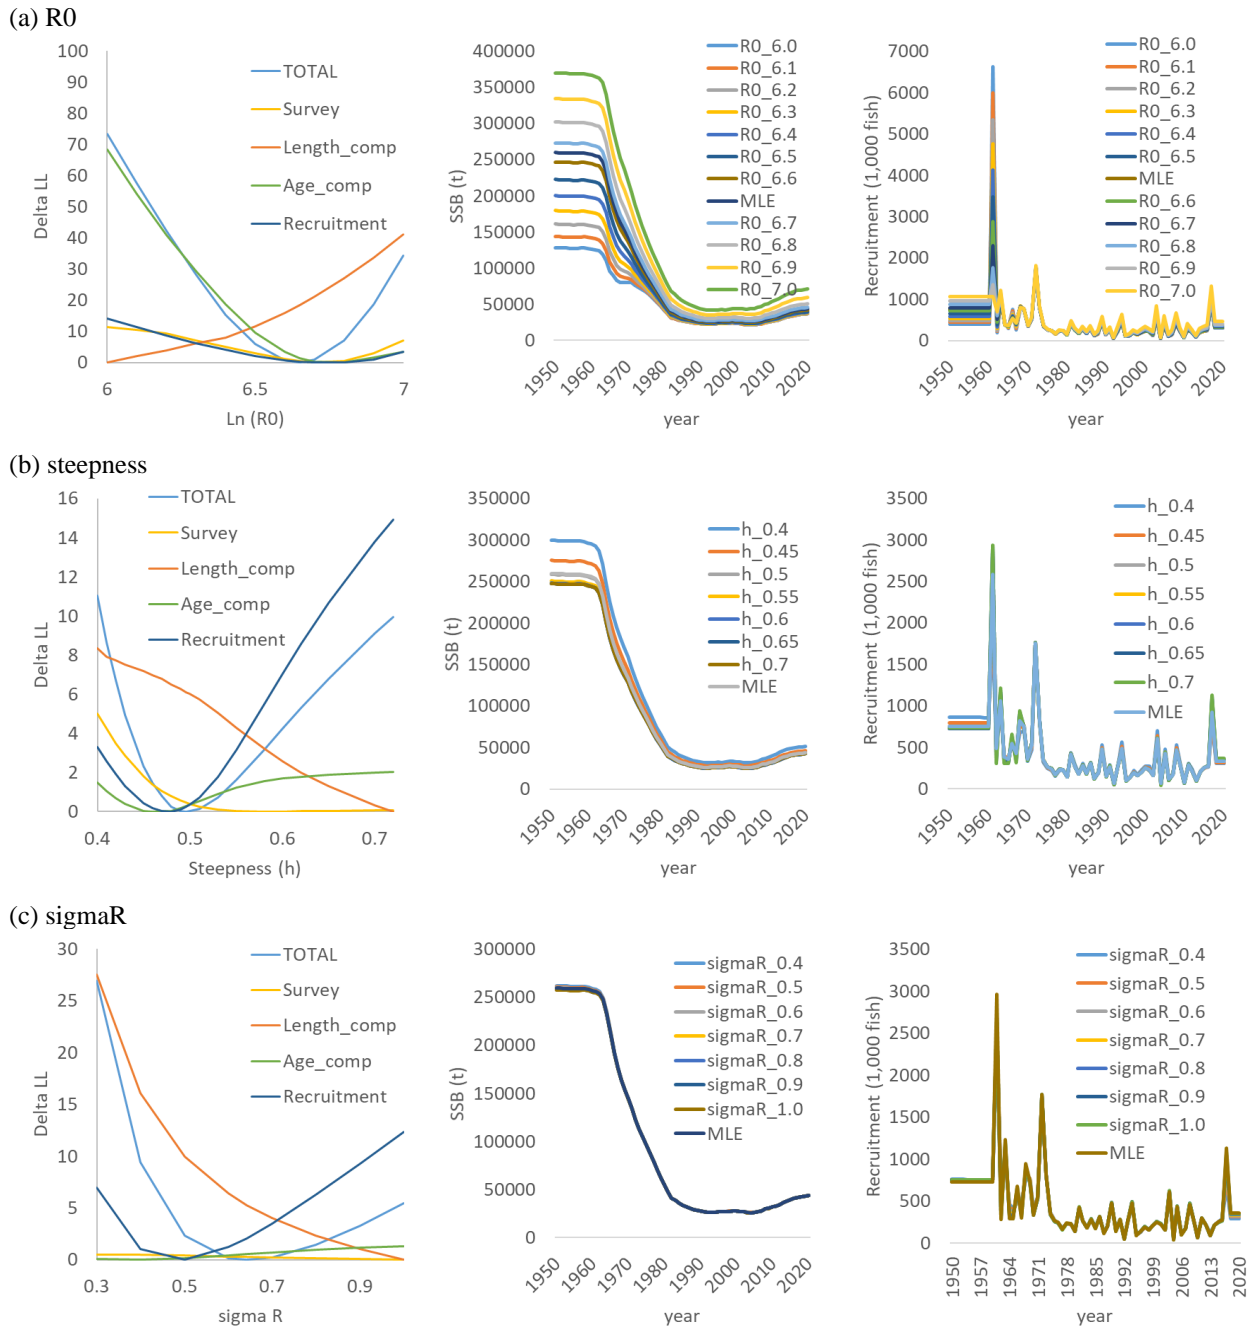 (a) R0
100
90
80
70
60
50
40
30
20
10
0
Delta LL
6
6.5
7
Ln (R0)
TOTAL
Survey
Length_comp
Age_comp
Recruitment
400000
350000
300000
250000
200000
150000
100000
50000
0
SSB (t)
1950
1960
1970
1980
1990
2000
2010
2020
year
R0_6.0
R0_6.1
R0_6.2
R0_6.3
R0_6.4
R0_6.5
R0_6.6
MLE
R0_6.7
R0_6.8
R0_6.9
R0_7.0
7000
6000
5000
4000
3000
2000
1000
0
Recruitment (1,000 fish)
1950
1960
1970
1980
1990
2000
2010
2020
year
R0_6.0
R0_6.1
R0_6.2
R0_6.3
R0_6.4
R0_6.5
MLE
R0_6.6
R0_6.7
R0_6.8
R0_6.9
R0_7.0
(b) steepness
16
14
12
10
8
6
4
2
0
Delta LL
0.4
0.5
0.6
0.7
Steepness (h)
TOTAL
Survey
Length_comp
Age_comp
Recruitment
350000
300000
250000
200000
150000
100000
50000
0
SSB (t)
1950
1960
1970
1980
1990
2000
2010
2020
year
h_0.4
h_0.45
h_0.5
h_0.55
h_0.6
h_0.65
h_0.7
MLE
3500
3000
2500
2000
1500
1000
500
0
Recruitment (1,000 fish)
1950
1960
1970
1980
1990
2000
2010
2020
year
h_0.4
h_0.45
h_0.5
h_0.55
h_0.6
h_0.65
h_0.7
MLE
(c) sigmaR
30
25
20
15
10
5
0
Delta LL
0.3
0.5
0.7
0.9
sigma R
TOTAL
Survey
Length_comp
Age_comp
Recruitment
300000
250000
200000
150000
100000
50000
0
SSB (t)
1950
1960
1970
1980
1990
2000
2010
2020
year
sigmaR_0.4
sigmaR_0.5
sigmaR_0.6
sigmaR_0.7
sigmaR_0.8
sigmaR_0.9
sigmaR_1.0
MLE
3500
3000
2500
2000
1500
1000
500
0
Recruitment (1,000 fish)
1950
1957
1964
1971
1978
1985
1992
1999
2006
2013
2020
year
sigmaR_0.4
sigmaR_0.5
sigmaR_0.6
sigmaR_0.7
sigmaR_0.8
sigmaR_0.9
sigmaR_1.0
MLE